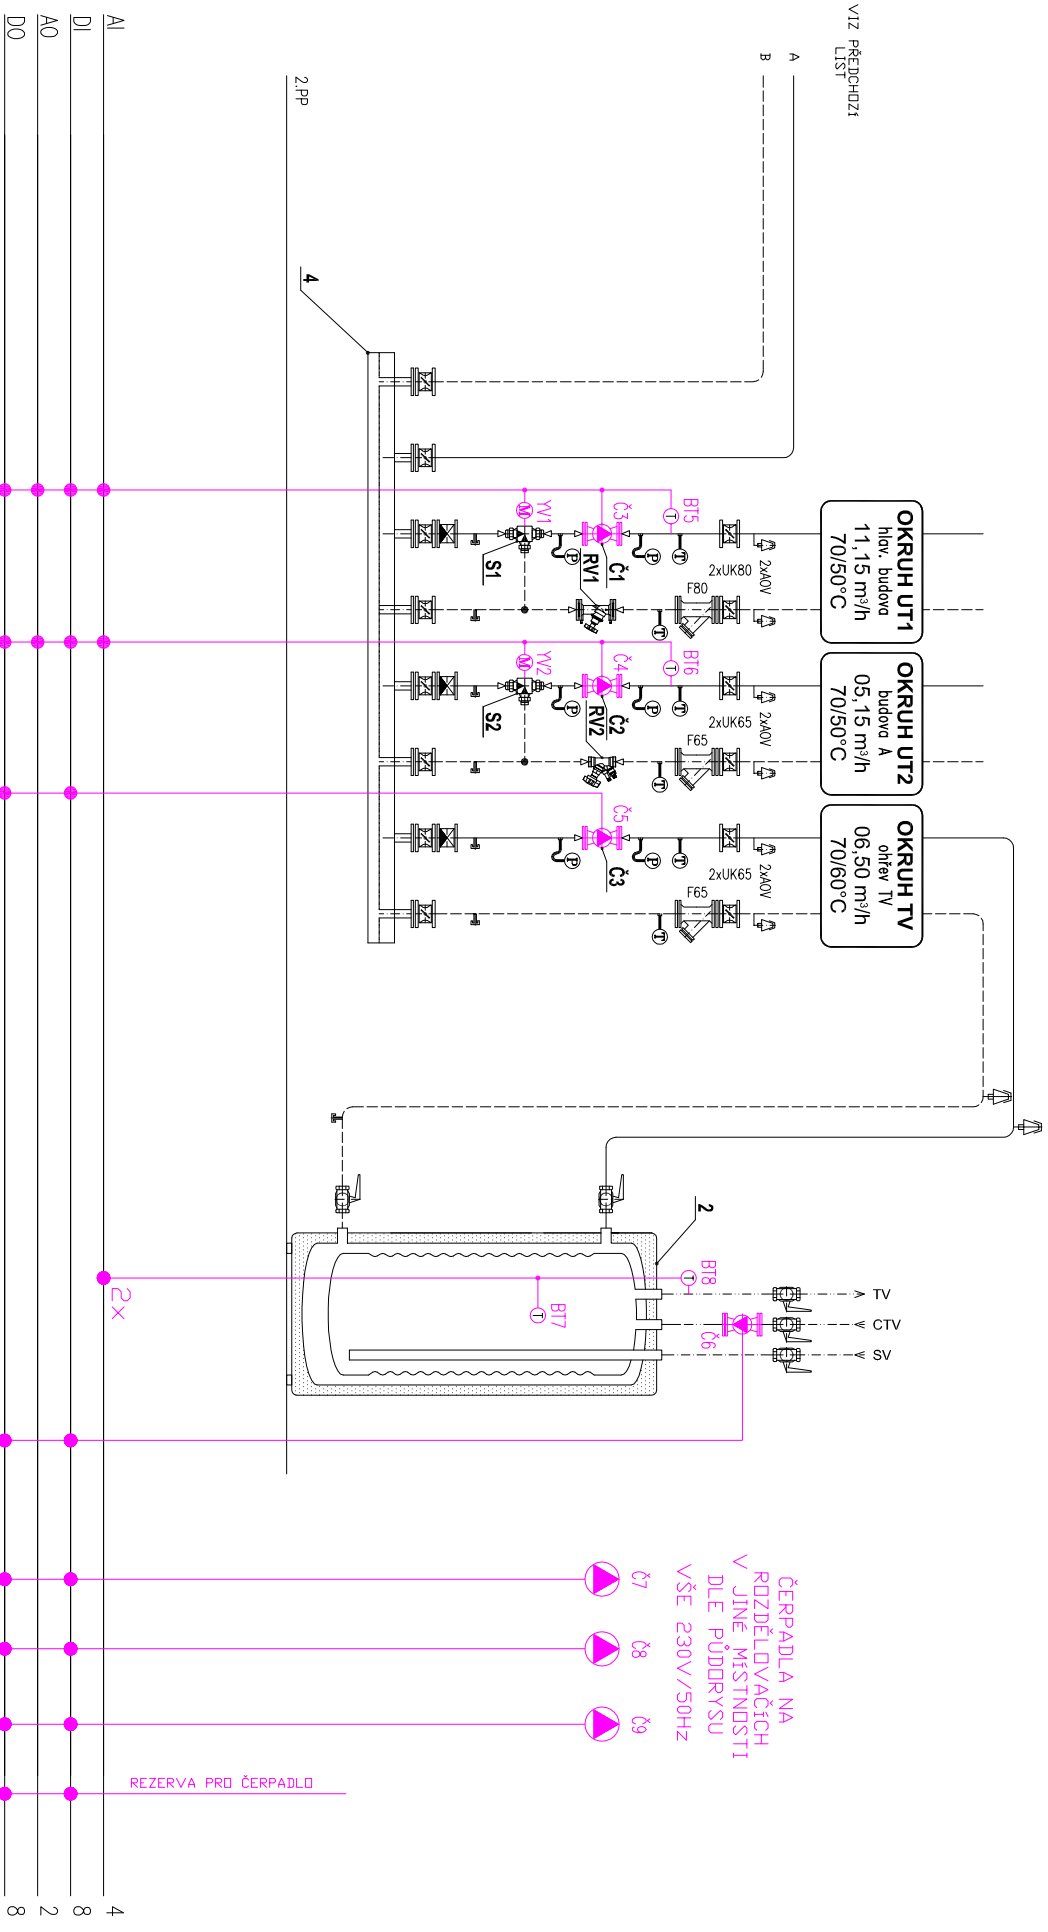 VIZ PŘEDCHOZÍ
LIST
A
B
OKRUH UT1
hlav. budova
11,15 m³/h
70/50°C
OKRUH UT2
budova A
05,15 m³/h
70/50°C
OKRUH TV
ohřev TV
06,50 m³/h
70/60°C
2xAOV
2xAOV
2xAOV
2xUK80
2xUK65
2xUK65
F80
F65
F65
BT5
BT6
T
T
T
T
T
T
T
T
P
P
P
P
P
P
Č3
Č1
RV1
Č4
Č2
RV2
Č5
Č3
YV1
M
S1
YV2
M
S2
4
2.PP
2
BT8
T
BT7
T
2x
TV
CTV
SV
Č6
ČERPADLA NA
ROZDĚLOVAČÍCH
V JINÉ MÍSTNOSTI
DLE PŮDORYSU
VŠE 230V/50Hz
Č7
Č8
Č9
REZERVA PRO ČERPADLO
AI
4
DI
8
AO
2
DO
8